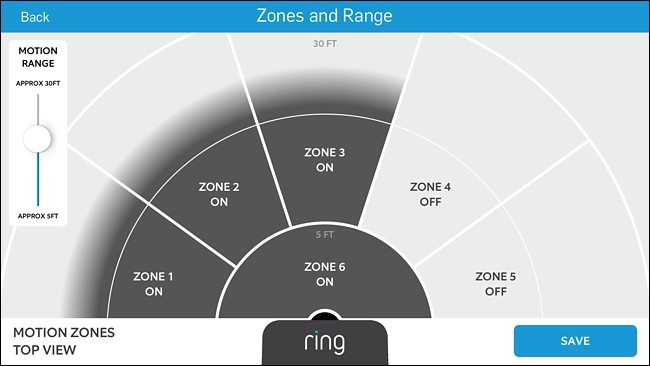 Back
Zones and Range
MOTION
RANGE
APPROX 30FT
APPROX 5FT
30 FT
ZONE 3
ON
ZONE 2
ON
ZONE 4
OFF
5 FT
ZONE 1
ON
ZONE 6
ON
ZONE 5
OFF
MOTION ZONES
TOP VIEW
ring
SAVE